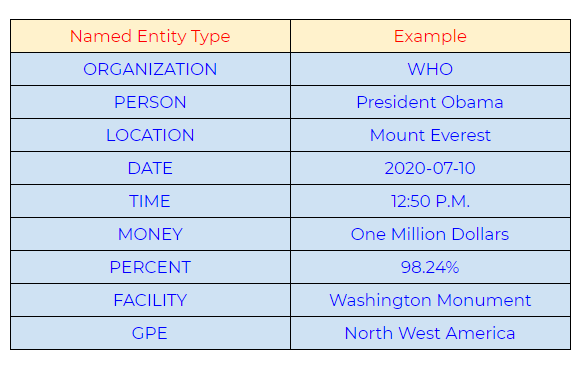 Named Entity Type Example
ORGANIZATION WHO
PERSON President Obama
LOCATION Mount Everest
DATE 2020-07-10
TIME 12:50 P.M.
MONEY One Million Dollars
PERCENT 98.24%
FACILITY Washington Monument
GPE North West America